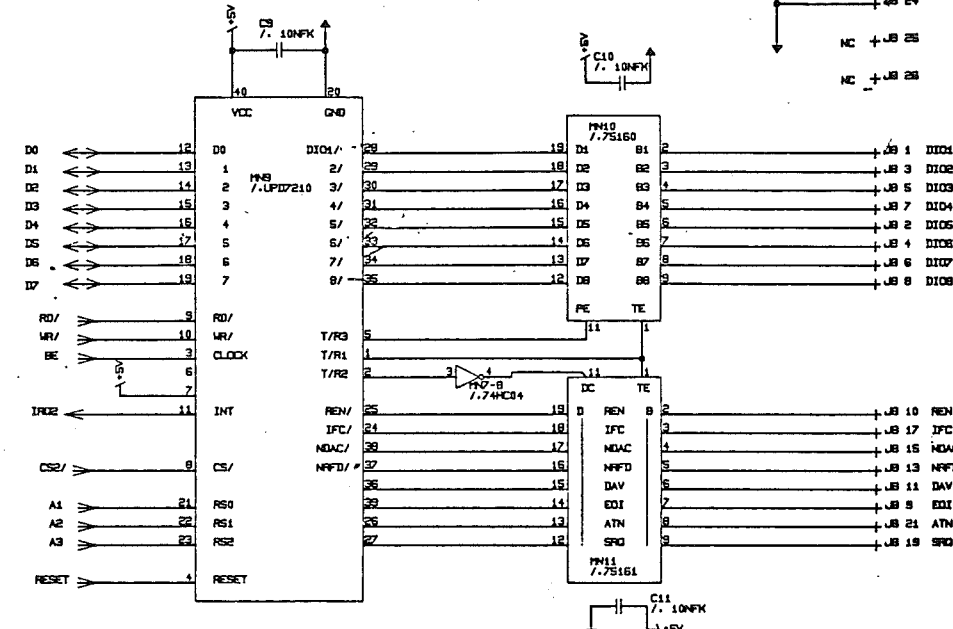 +5V
C9
/. 10NFK
+5V
C10
/. 10NFK
NC J8 25
NC J8 26
40 20
VCC GND
MN9
/.UPD7210
MN10
/.75160
D0 12 D0 DIO1/ 28 19 D1 B1 2 J8 1 DIO1
D1 13 1 2/ 29 18 D2 B2 3 J8 3 DIO2
D2 14 2 3/ 30 17 D3 B3 4 J8 5 DIO3
D3 15 3 4/ 31 16 D4 B4 5 J8 7 DIO4
D4 16 4 5/ 32 15 D5 B5 6 J8 2 DIO5
D5 17 5 6/ 33 14 D6 B6 7 J8 4 DIO6
D6 18 6 7/ 34 13 D7 B7 8 J8 6 DIO7
D7 19 7 8/ 35 12 D8 B8 9 J8 8 DIO8
PE TE
11 1
RD/ 9 RD/
WR/ 10 WR/ T/R3 5
BE 3 CLOCK T/R1 1
+5V
6 T/R2 2 3 4 11 1
MN7-B
/.74HC04
DC TE
7
IRQ2 11 INT REN/ 25 19 D REN B 2 J8 10 REN
IFC/ 24 18 IFC 3 J8 17 IFC
NDAC/ 38 17 NDAC 4 J8 15
CS2/ 8 CS/ NRFD/ 37 16 NRFD 5 J8 13
36 15 DAV 6 J8 11 DAV
A1 21 RS0 39 14 EOI 7 J8 9 EOI
A2 22 RS1 26 13 ATN 8 J8 21 ATN
A3 23 RS2 27 12 SRQ 9 J8 19 SRQ
MN11
/.75161
RESET 4 RESET
C11
/. 10NFK
+5V